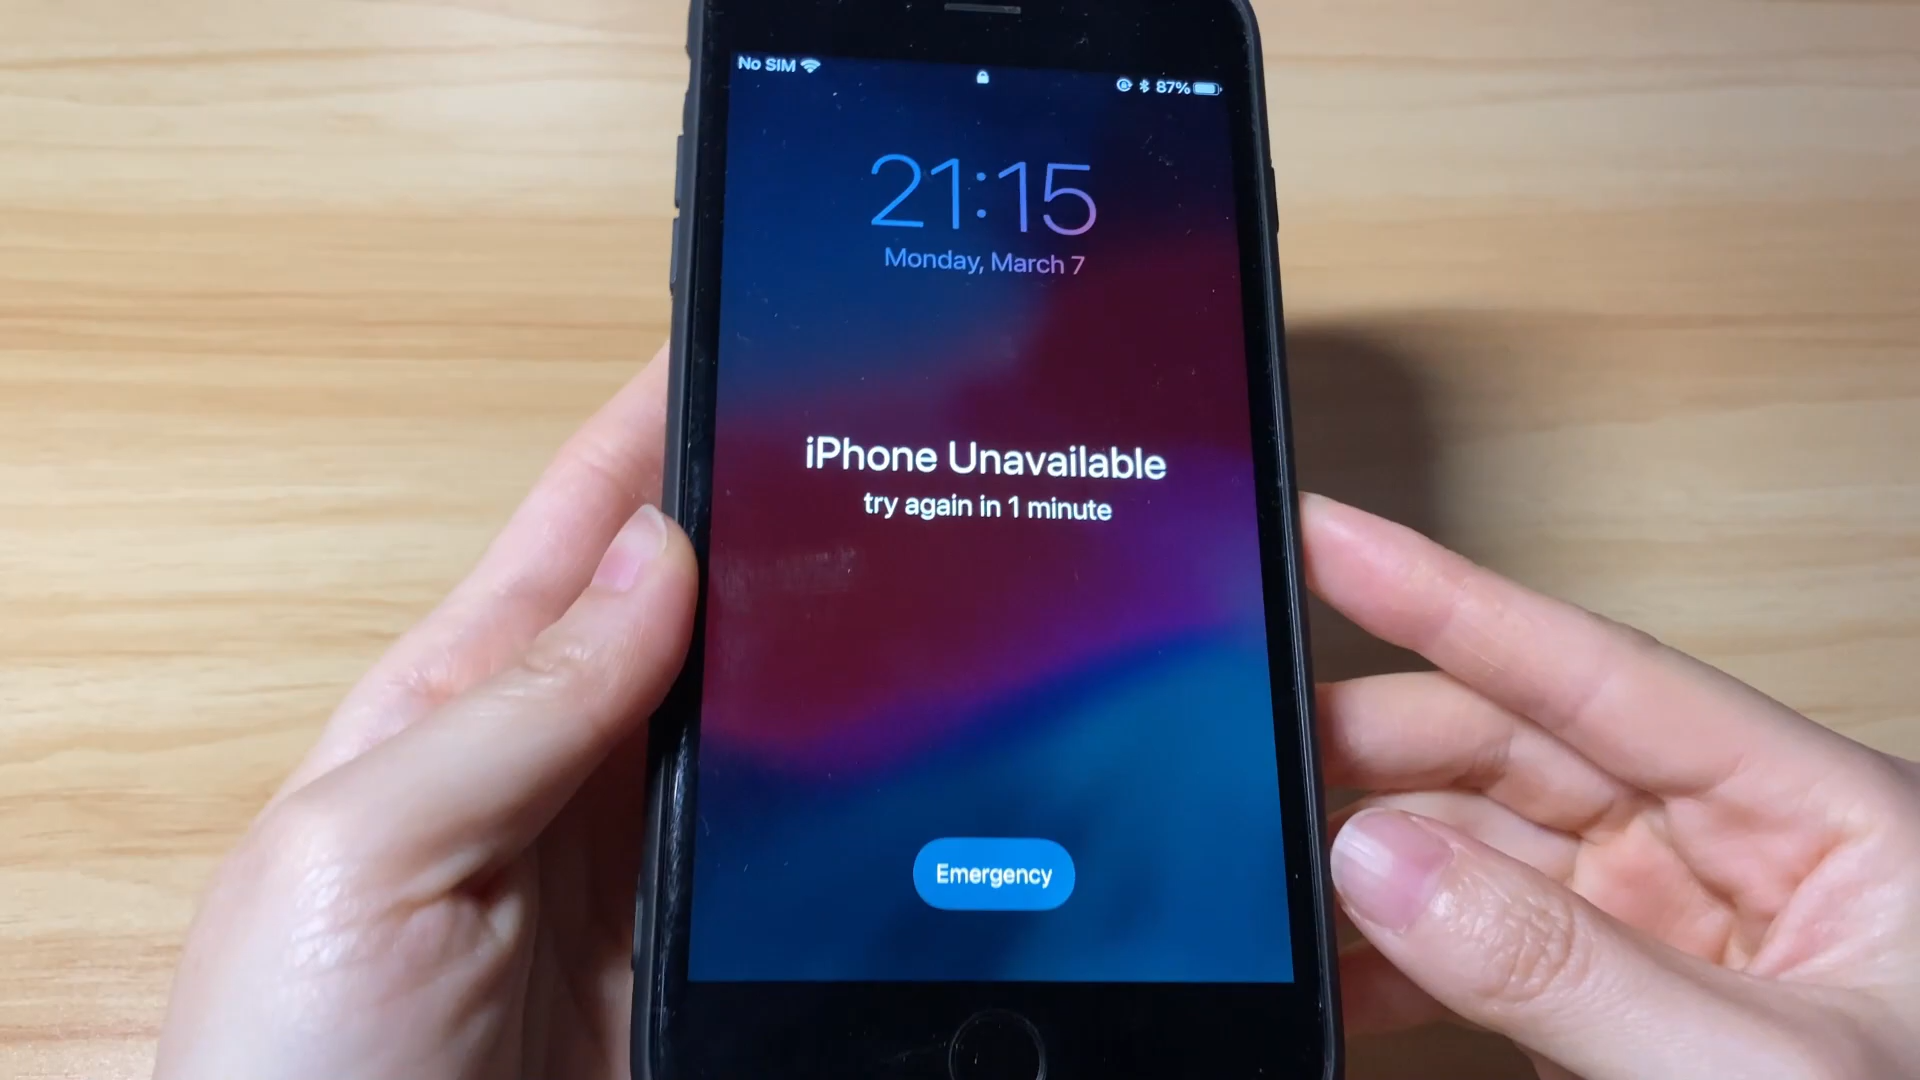 No SIM
87%
21:15
Monday, March 7
iPhone Unavailable
try again in 1 minute
Emergency